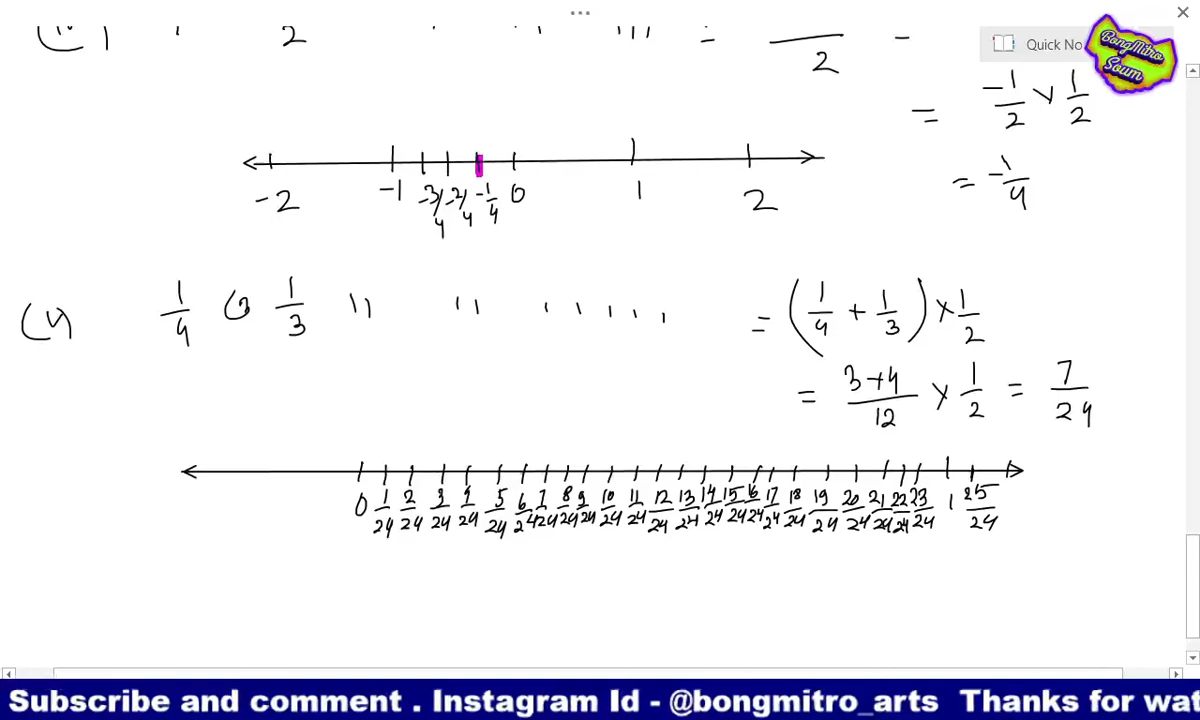 2 = 2 =
Quick No
BongMitro
Soum
= -1/2 × 1/2
= -1/4
-2 -1 -3/4 -2/4 -1/4 0 1 2
1/4 ও 1/3 " " = (1/4 + 1/3) × 1/2
= 3+4/12 × 1/2 = 7/24
0 1/24 2/24 3/24 4/24 5/24 6/24 7/24 8/24 9/24 10/24 11/24 12/24 13/24 14/24 15/24 16/24 17/24 18/24 19/24 20/24 21/24 22/24 23/24 1 25/24
Subscribe and comment . Instagram Id - @bongmitro_arts Thanks for wat